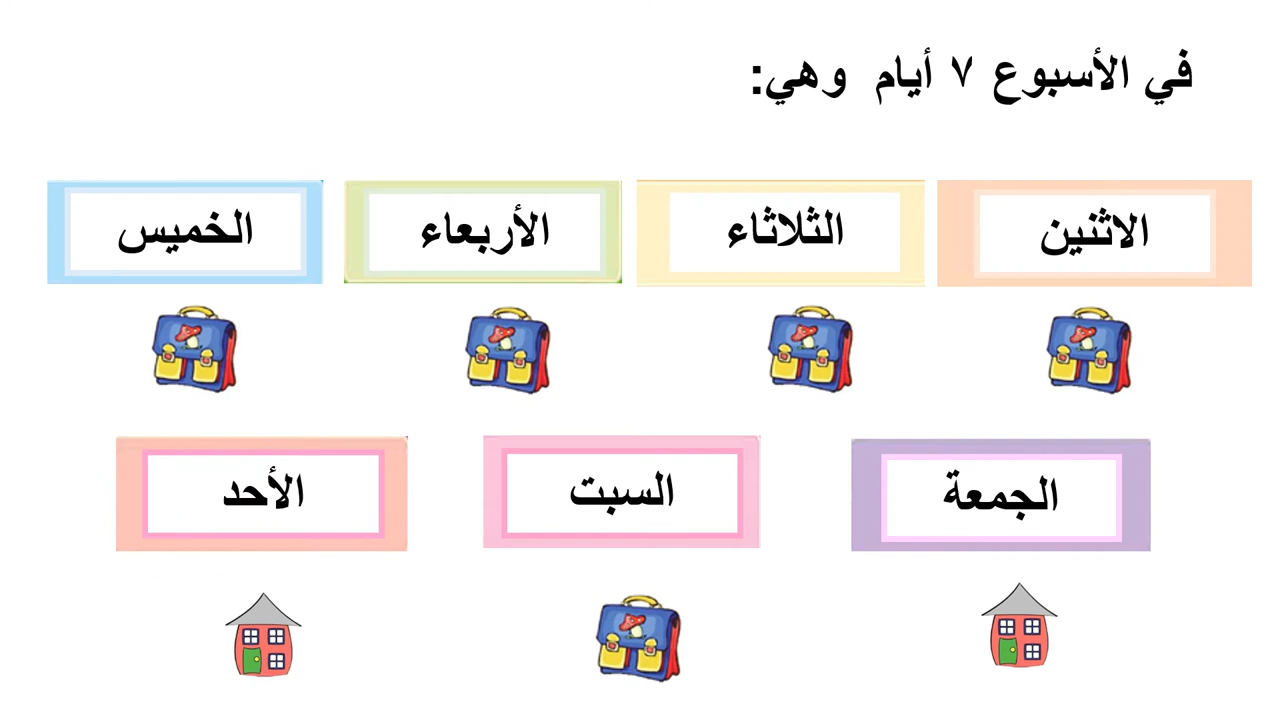 في الأسبوع ٧ أيام وهي:
الاثنين الثلاثاء الأربعاء الخميس
الجمعة السبت الأحد